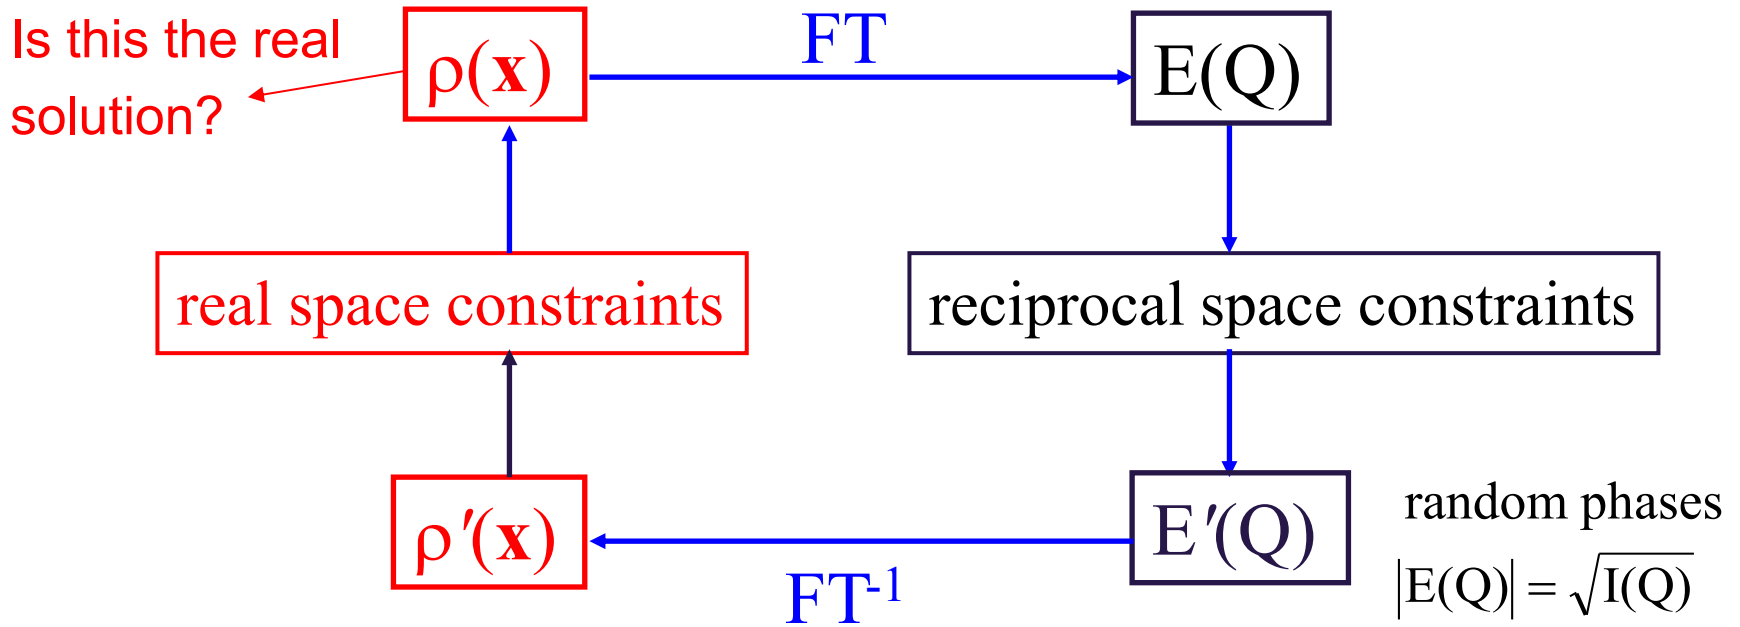 Is this the real
solution?
ρ(x)
FT
E(Q)
real space constraints
reciprocal space constraints
ρ′(x)
FT⁻¹
E′(Q)
random phases
|E(Q)| = √I(Q)